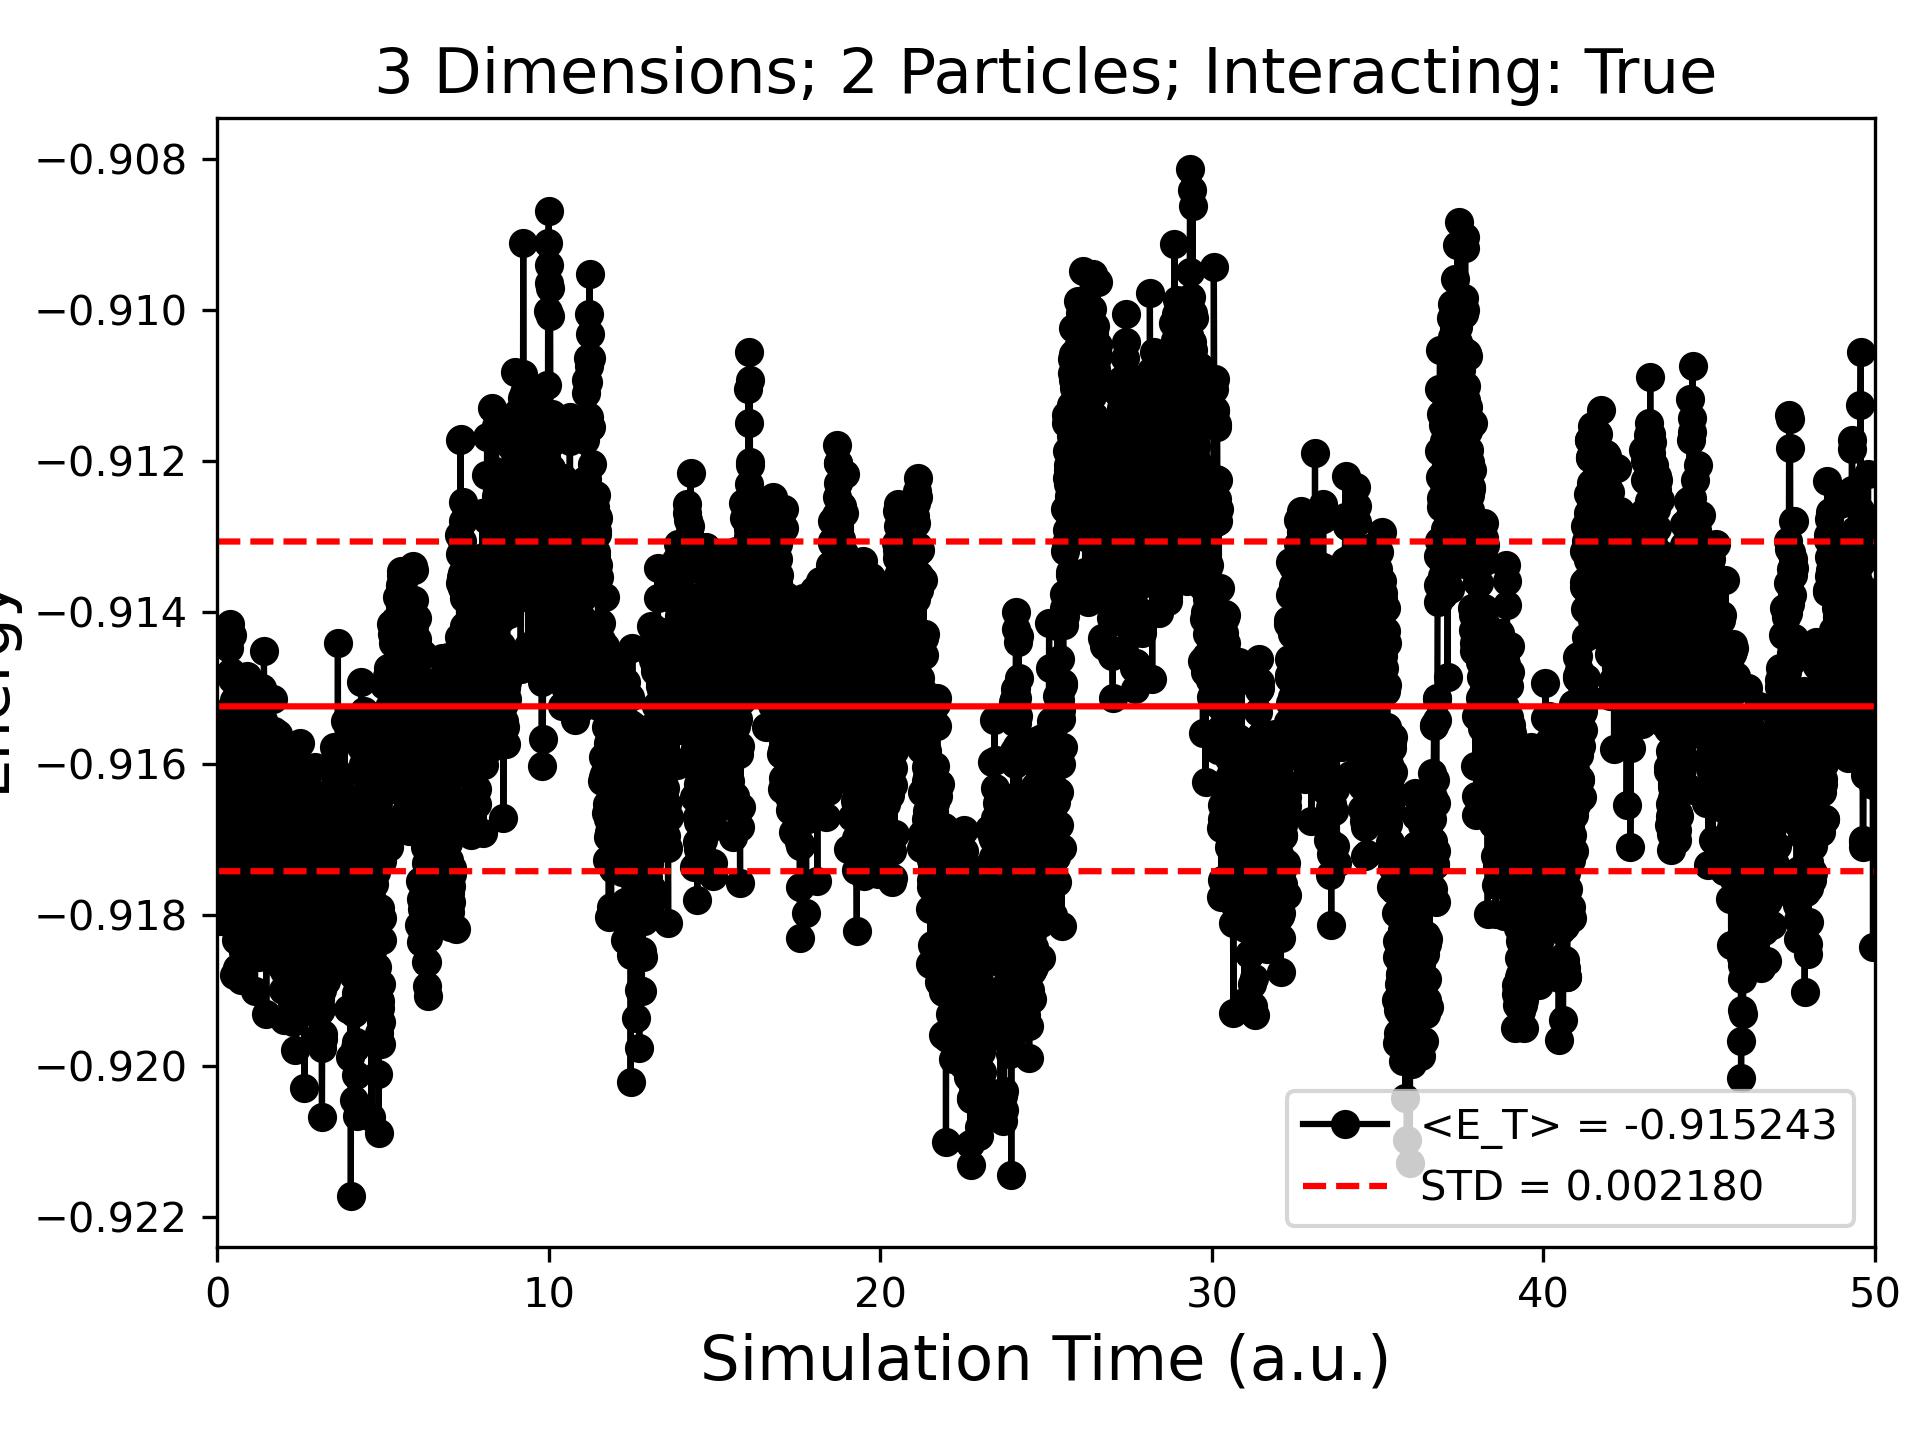 3 Dimensions; 2 Particles; Interacting: True
Energy
−0.908
−0.910
−0.912
−0.914
−0.916
−0.918
−0.920
−0.922
<E_T> = -0.915243
STD = 0.002180
0 10 20 30 40 50
Simulation Time (a.u.)